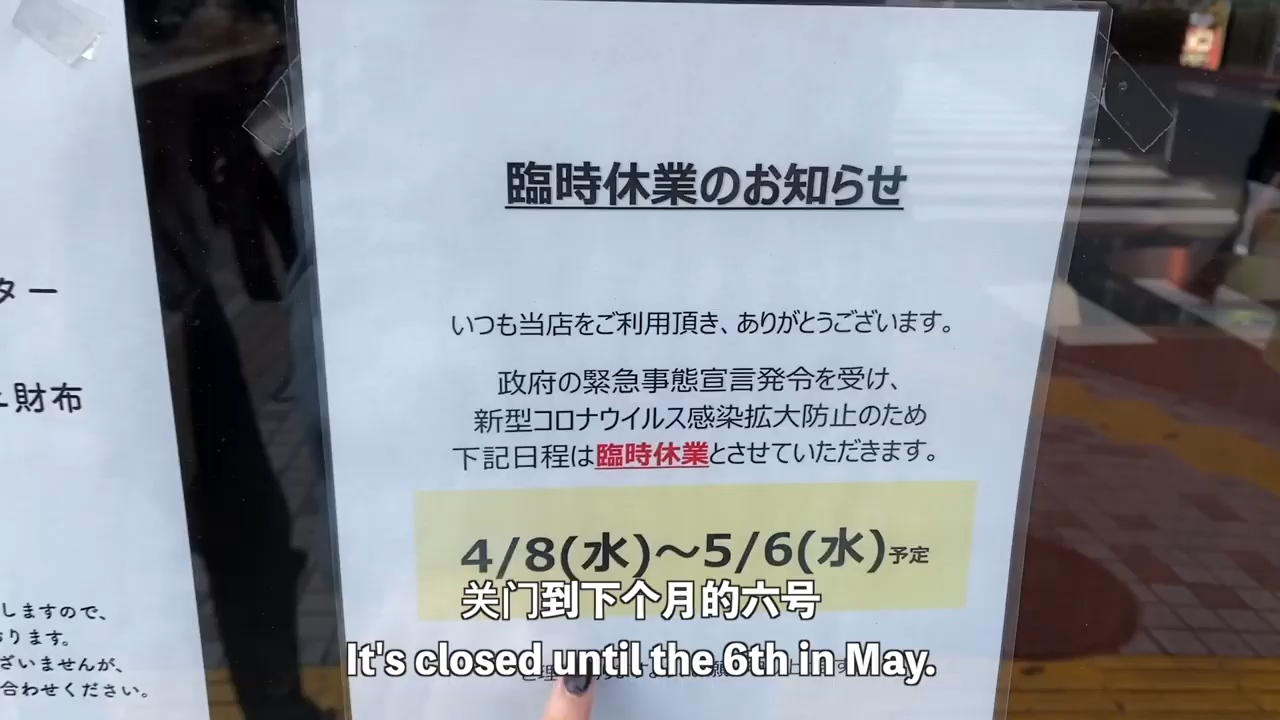 臨時休業のお知らせ
いつも当店をご利用頂き、ありがとうございます。
政府の緊急事態宣言発令を受け、
新型コロナウイルス感染拡大防止のため
下記日程は臨時休業とさせていただきます。
4/8(水)～5/6(水)予定
关门到下个月的六号
It's closed until the 6th in May.
ター
財布
しますので、
ります。
ざいませんが、
合わせください。